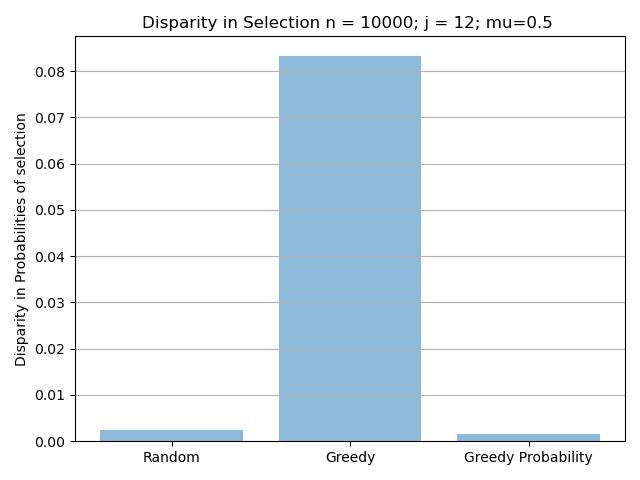 Disparity in Selection n = 10000; j = 12; mu=0.5
Disparity in Probabilities of selection
0.08
0.07
0.06
0.05
0.04
0.03
0.02
0.01
0.00
Random
Greedy
Greedy Probability